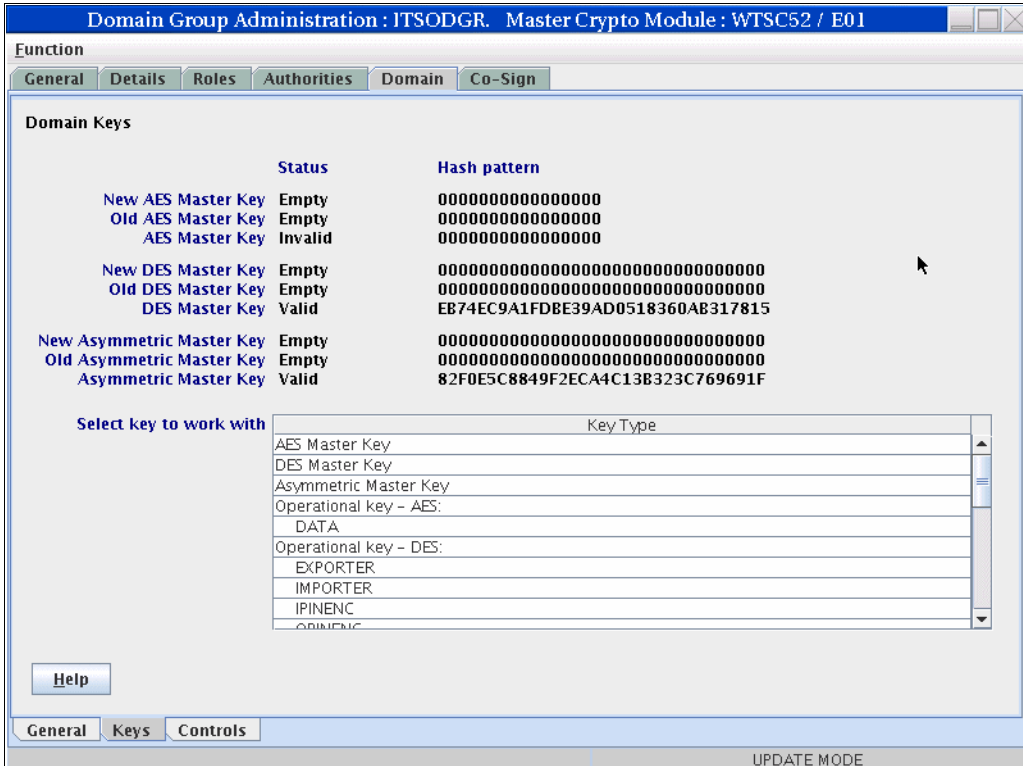 Domain Group Administration : ITSODGR. Master Crypto Module : WTSC52 / E01
Function
General Details Roles Authorities Domain Co-Sign
Domain Keys
Status Hash pattern
New AES Master Key Empty 0000000000000000
Old AES Master Key Empty 0000000000000000
AES Master Key Invalid 0000000000000000
New DES Master Key Empty 00000000000000000000000000000000
Old DES Master Key Empty 00000000000000000000000000000000
DES Master Key Valid EB74EC9A1FDBE39AD0518360AB317815
New Asymmetric Master Key Empty 00000000000000000000000000000000
Old Asymmetric Master Key Empty 00000000000000000000000000000000
Asymmetric Master Key Valid 82F0E5C8849F2ECA4C13B323C769691F
Select key to work with Key Type
AES Master Key
DES Master Key
Asymmetric Master Key
Operational key - AES:
DATA
Operational key - DES:
EXPORTER
IMPORTER
IPINENC
Help
General Keys Controls
UPDATE MODE